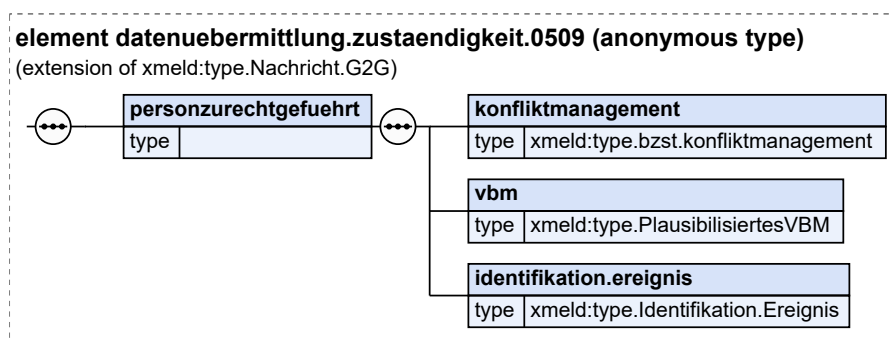 element datenuebermittlung.zustaendigkeit.0509 (anonymous type)
(extension of xmeld:type.Nachricht.G2G)
personzurechtgefuehrt
type
konfliktmanagement
type xmeld:type.bzst.konfliktmanagement
vbm
type xmeld:type.PlausibilisiertesVBM
identifikation.ereignis
type xmeld:type.Identifikation.Ereignis